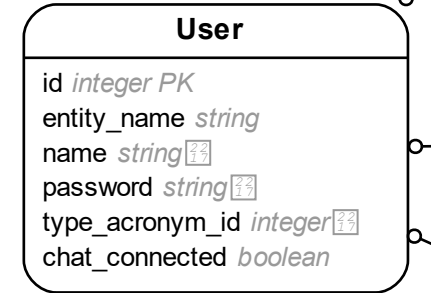 User
id integer PK
entity_name string
name string∗
password string∗
type_acronym_id integer∗
chat_connected boolean